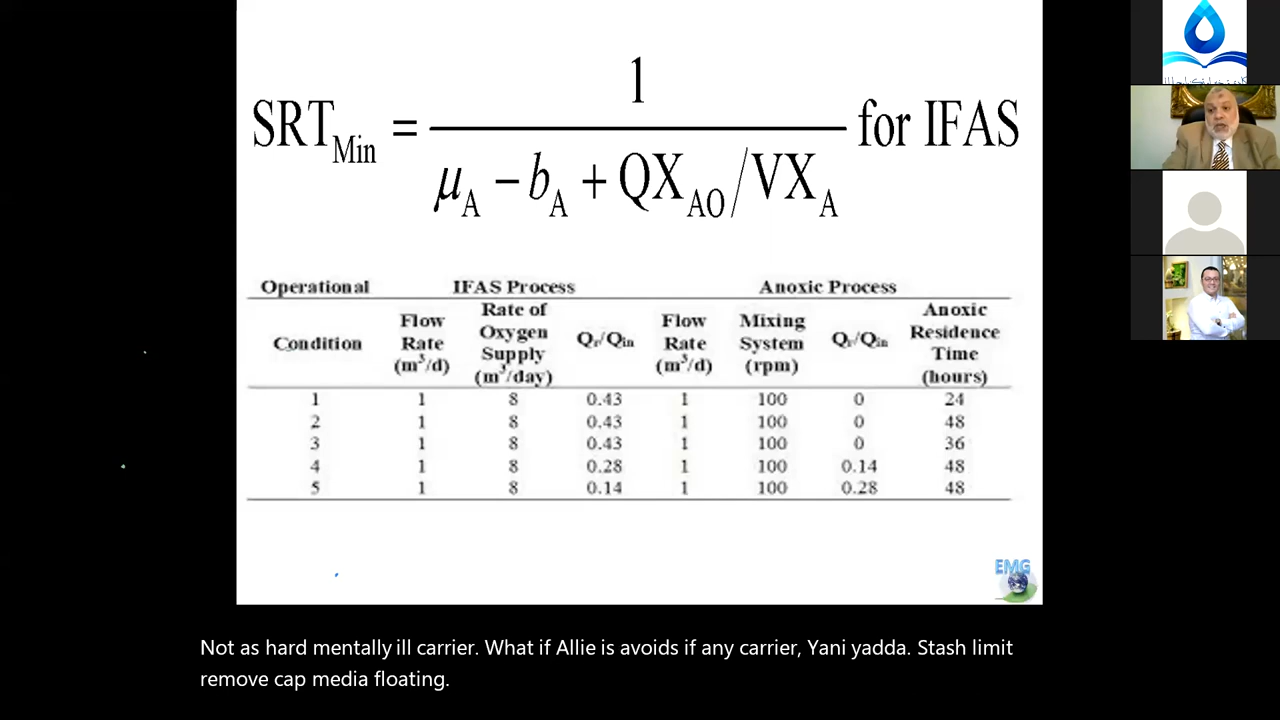 SRT_Min = 1 / (μ_A − b_A + QX_AO/VX_A) for IFAS
Operational IFAS Process Anoxic Process
Condition Flow Rate (m³/d) Rate of Oxygen Supply (m³/day) Qr/Qin Flow Rate (m³/d) Mixing System (rpm) Qr/Qin Anoxic Residence Time (hours)
1 1 8 0.43 1 100 0 24
2 1 8 0.43 1 100 0 48
3 1 8 0.43 1 100 0 36
4 1 8 0.28 1 100 0.14 48
5 1 8 0.14 1 100 0.28 48
EMG
Not as hard mentally ill carrier. What if Allie is avoids if any carrier, Yani yadda. Stash limit
remove cap media floating.